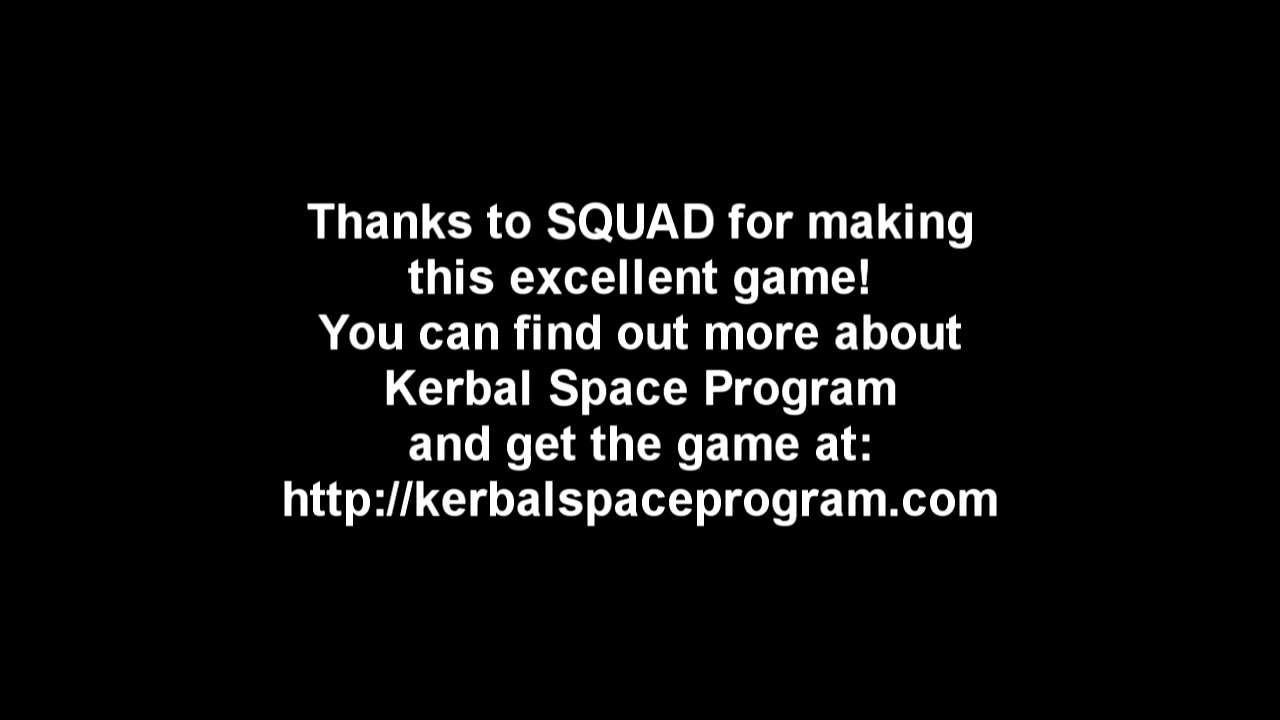 Thanks to SQUAD for making
this excellent game!
You can find out more about
Kerbal Space Program
and get the game at:
http://kerbalspaceprogram.com